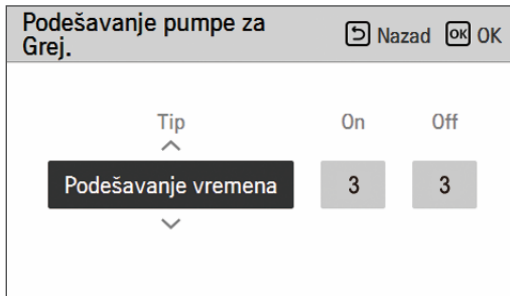 Podešavanje pumpe za
Grej.
Nazad OK OK
Tip On Off
Podešavanje vremena 3 3